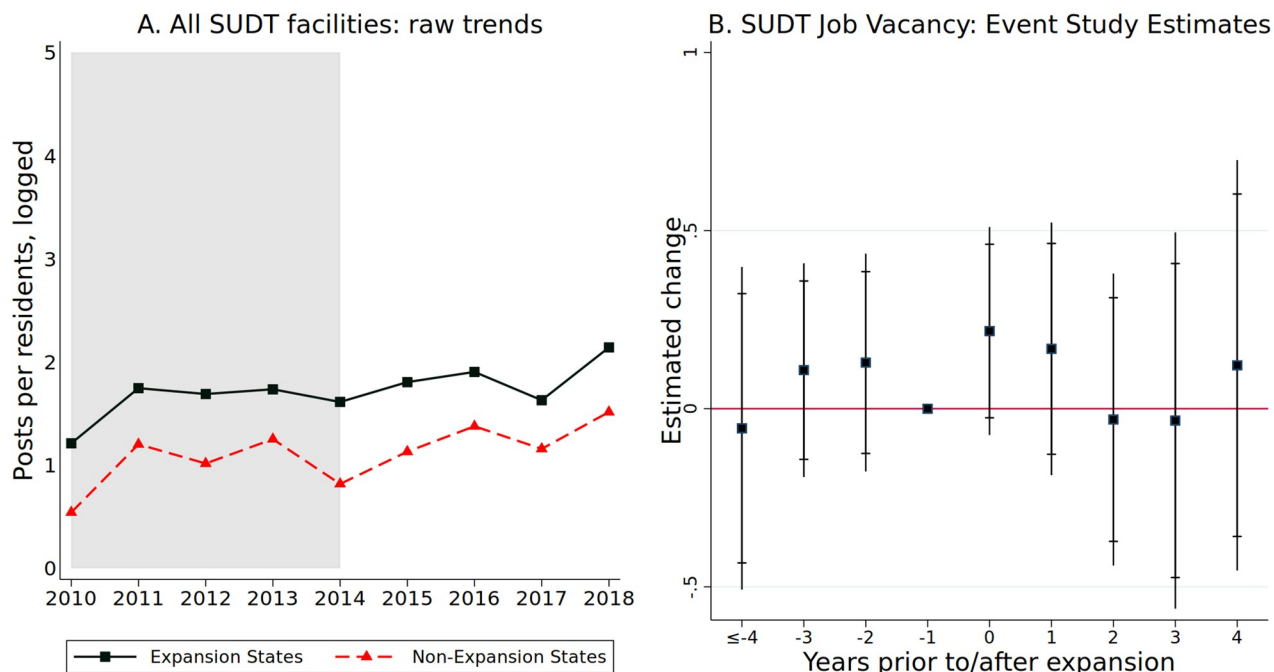 A. All SUDT facilities: raw trends
Posts per residents, logged
5
4
3
2
1
0
2010 2011 2012 2013 2014 2015 2016 2017 2018
Expansion States Non-Expansion States
B. SUDT Job Vacancy: Event Study Estimates
Estimated change
1
.5
0
-.5
≤-4 -3 -2 -1 0 1 2 3 4
Years prior to/after expansion